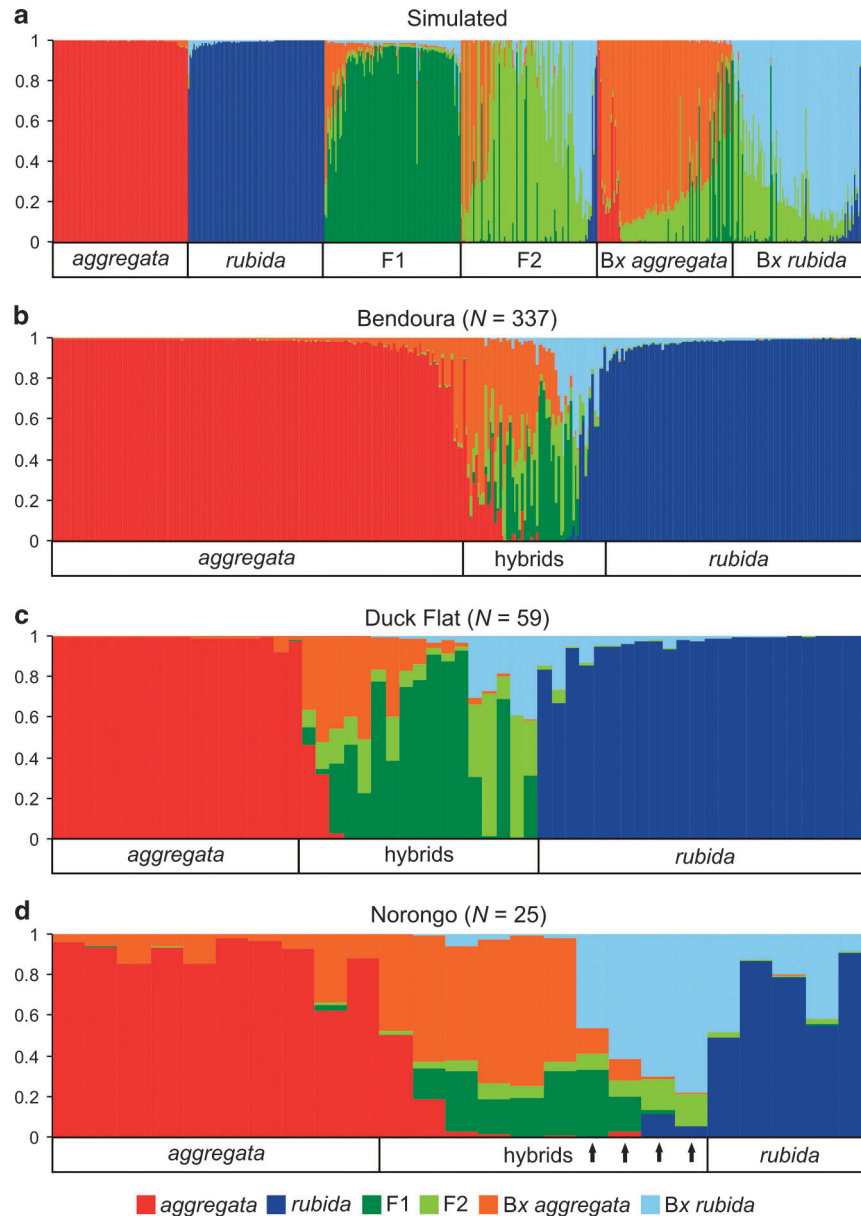 a
Simulated
1
0.8
0.6
0.4
0.2
0
aggregata rubida F1 F2 Bx aggregata Bx rubida
b
Bendoura (N = 337)
1
0.8
0.6
0.4
0.2
0
aggregata hybrids rubida
c
Duck Flat (N = 59)
1
0.8
0.6
0.4
0.2
0
aggregata hybrids rubida
d
Norongo (N = 25)
1
0.8
0.6
0.4
0.2
0
aggregata hybrids rubida
aggregata rubida F1 F2 Bx aggregata Bx rubida